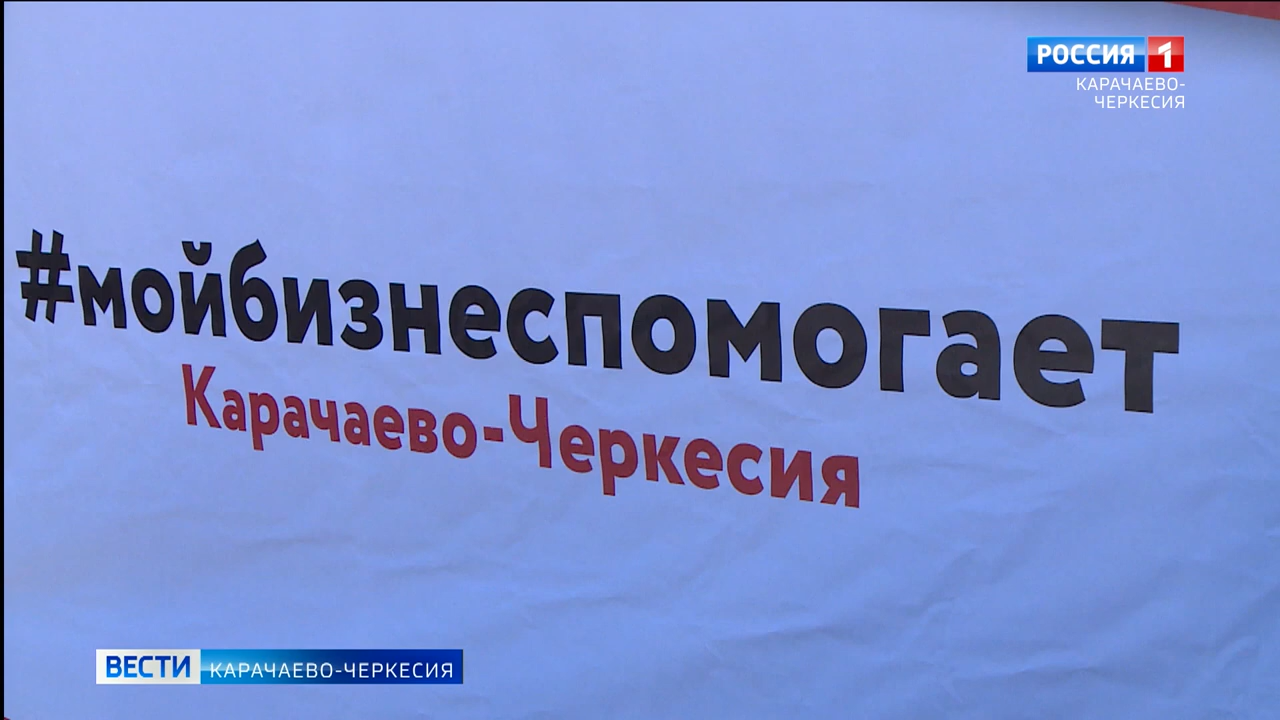 РОССИЯ 1
КАРАЧАЕВО-
ЧЕРКЕСИЯ
#мойбизнеспомогает
Карачаево-Черкесия
ВЕСТИ КАРАЧАЕВО-ЧЕРКЕСИЯ